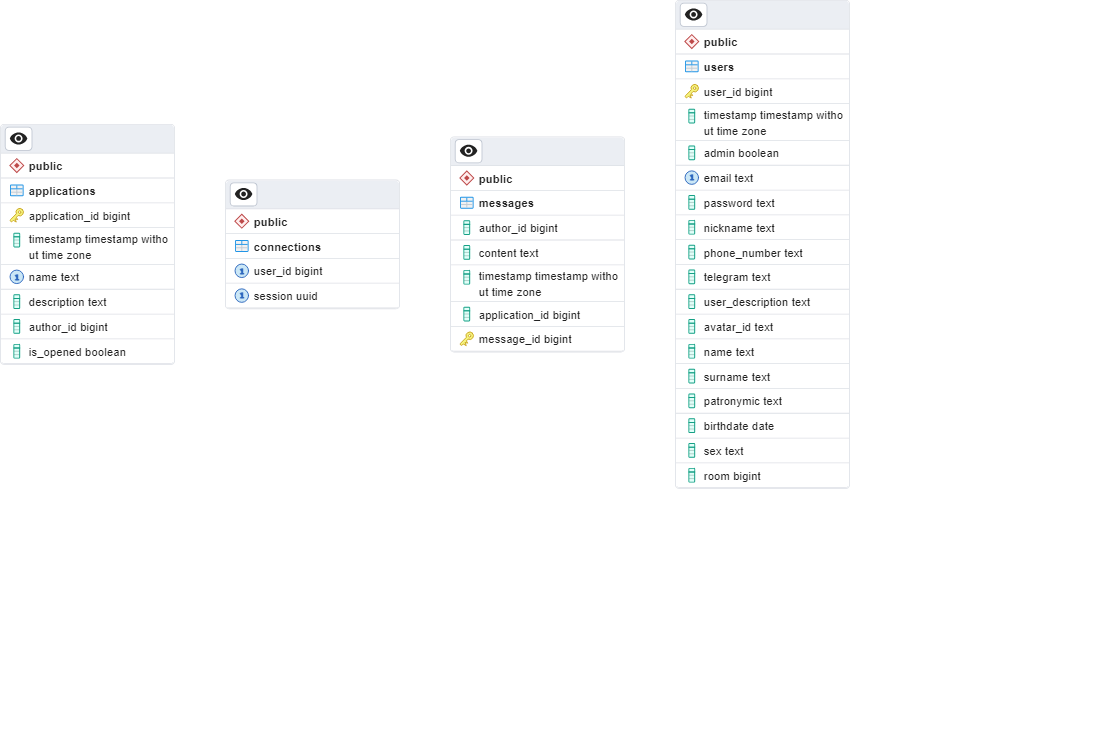 public
applications
application_id bigint
timestamp timestamp witho
ut time zone
1 name text
description text
author_id bigint
is_opened boolean
public
connections
1 user_id bigint
1 session uuid
public
messages
author_id bigint
content text
timestamp timestamp witho
ut time zone
application_id bigint
message_id bigint
public
users
user_id bigint
timestamp timestamp witho
ut time zone
admin boolean
1 email text
password text
nickname text
phone_number text
telegram text
user_description text
avatar_id text
name text
surname text
patronymic text
birthdate date
sex text
room bigint